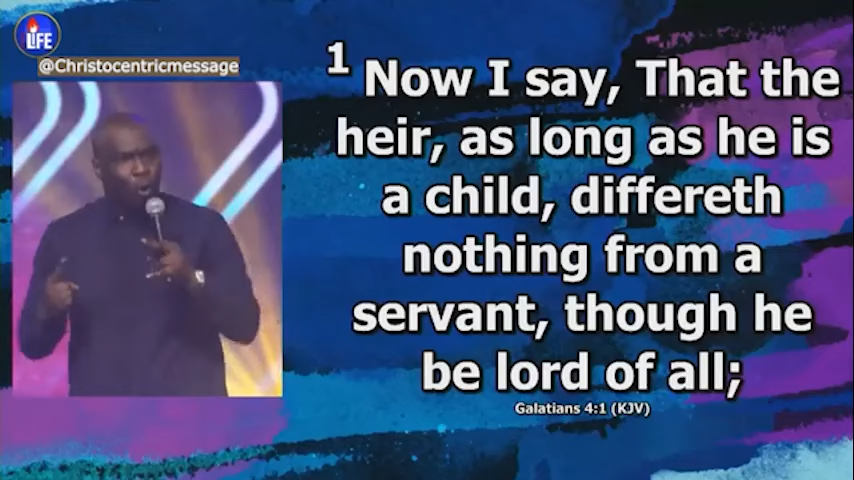 LIFE
@Christocentricmessage
1 Now I say, That the
heir, as long as he is
a child, differeth
nothing from a
servant, though he
be lord of all;
Galatians 4:1 (KJV)